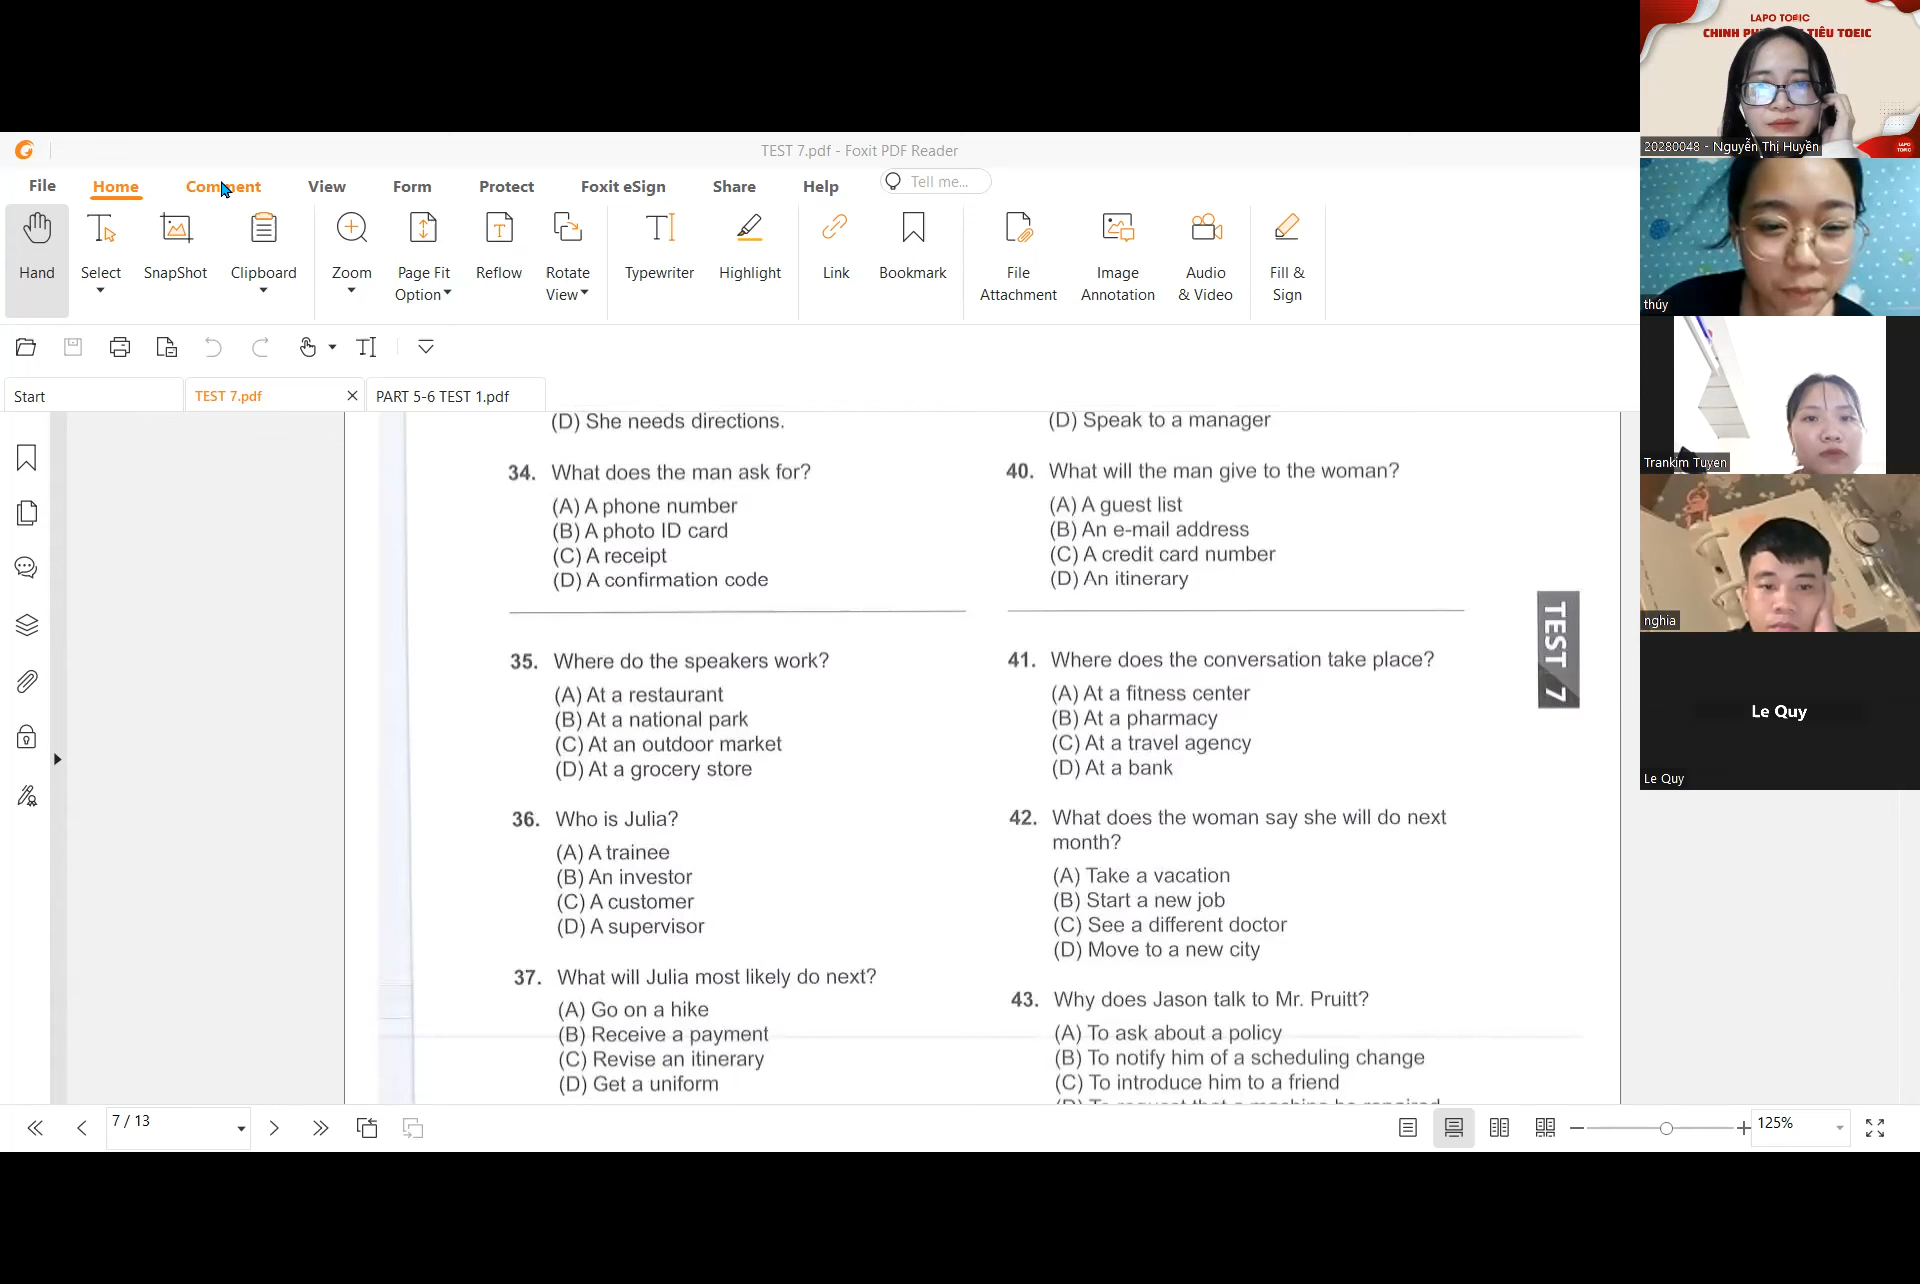 TEST 7.pdf - Foxit PDF Reader
File
Home
Comment
View
Form
Protect
Foxit eSign
Share
Help
Tell me...
Hand
Select
SnapShot
Clipboard
Zoom
Page Fit
Option
Reflow
Rotate
View
Typewriter
Highlight
Link
Bookmark
File
Attachment
Image
Annotation
Audio
& Video
Fill &
Sign
Start
TEST 7.pdf
PART 5-6 TEST 1.pdf
(D) She needs directions.
34. What does the man ask for?
(A) A phone number
(B) A photo ID card
(C) A receipt
(D) A confirmation code
35. Where do the speakers work?
(A) At a restaurant
(B) At a national park
(C) At an outdoor market
(D) At a grocery store
36. Who is Julia?
(A) A trainee
(B) An investor
(C) A customer
(D) A supervisor
37. What will Julia most likely do next?
(A) Go on a hike
(B) Receive a payment
(C) Revise an itinerary
(D) Get a uniform
(D) Speak to a manager
40. What will the man give to the woman?
(A) A guest list
(B) An e-mail address
(C) A credit card number
(D) An itinerary
41. Where does the conversation take place?
(A) At a fitness center
(B) At a pharmacy
(C) At a travel agency
(D) At a bank
42. What does the woman say she will do next
month?
(A) Take a vacation
(B) Start a new job
(C) See a different doctor
(D) Move to a new city
43. Why does Jason talk to Mr. Pruitt?
(A) To ask about a policy
(B) To notify him of a scheduling change
(C) To introduce him to a friend
TEST 7
7 / 13
125%
LAPO TOEIC
CHINH TIÊU TOEIC
20280048 - Nguyễn Thị Huyền
thúy
Trankim Tuyen
nghia
Le Quy
Le Quy